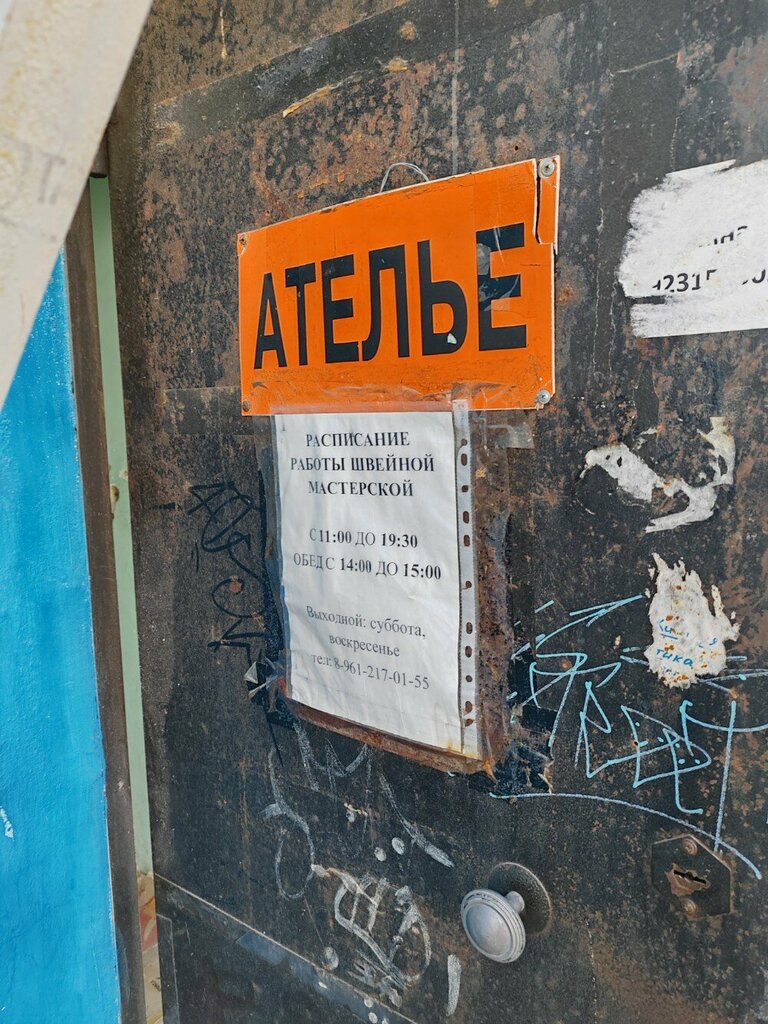 АТЕЛЬЕ
РАСПИСАНИЕ
РАБОТЫ ШВЕЙНОЙ
МАСТЕРСКОЙ
С 11:00 ДО 19:30
ОБЕД С 14:00 ДО 15:00
Выходной: суббота,
воскресенье
тел: 8-961-217-01-55